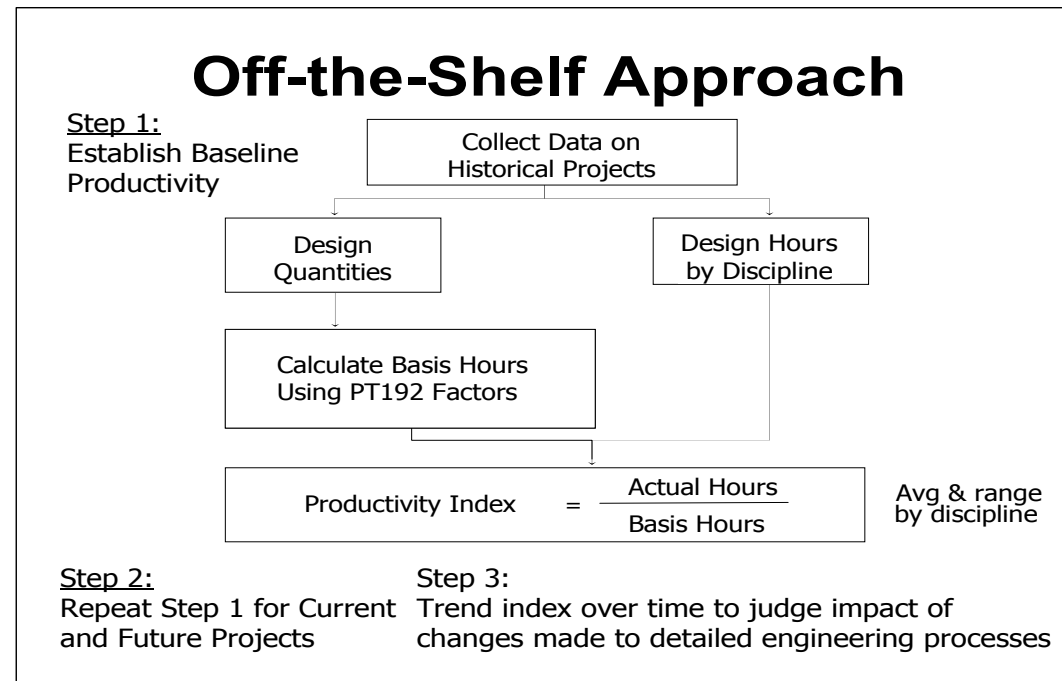 Off-the-Shelf Approach
Step 1:
Establish Baseline
Productivity
Collect Data on
Historical Projects
Design
Quantities
Design Hours
by Discipline
Calculate Basis Hours
Using PT192 Factors
Productivity Index = Actual Hours
Basis Hours
Avg & range
by discipline
Step 2:
Repeat Step 1 for Current
and Future Projects
Step 3:
Trend index over time to judge impact of
changes made to detailed engineering processes